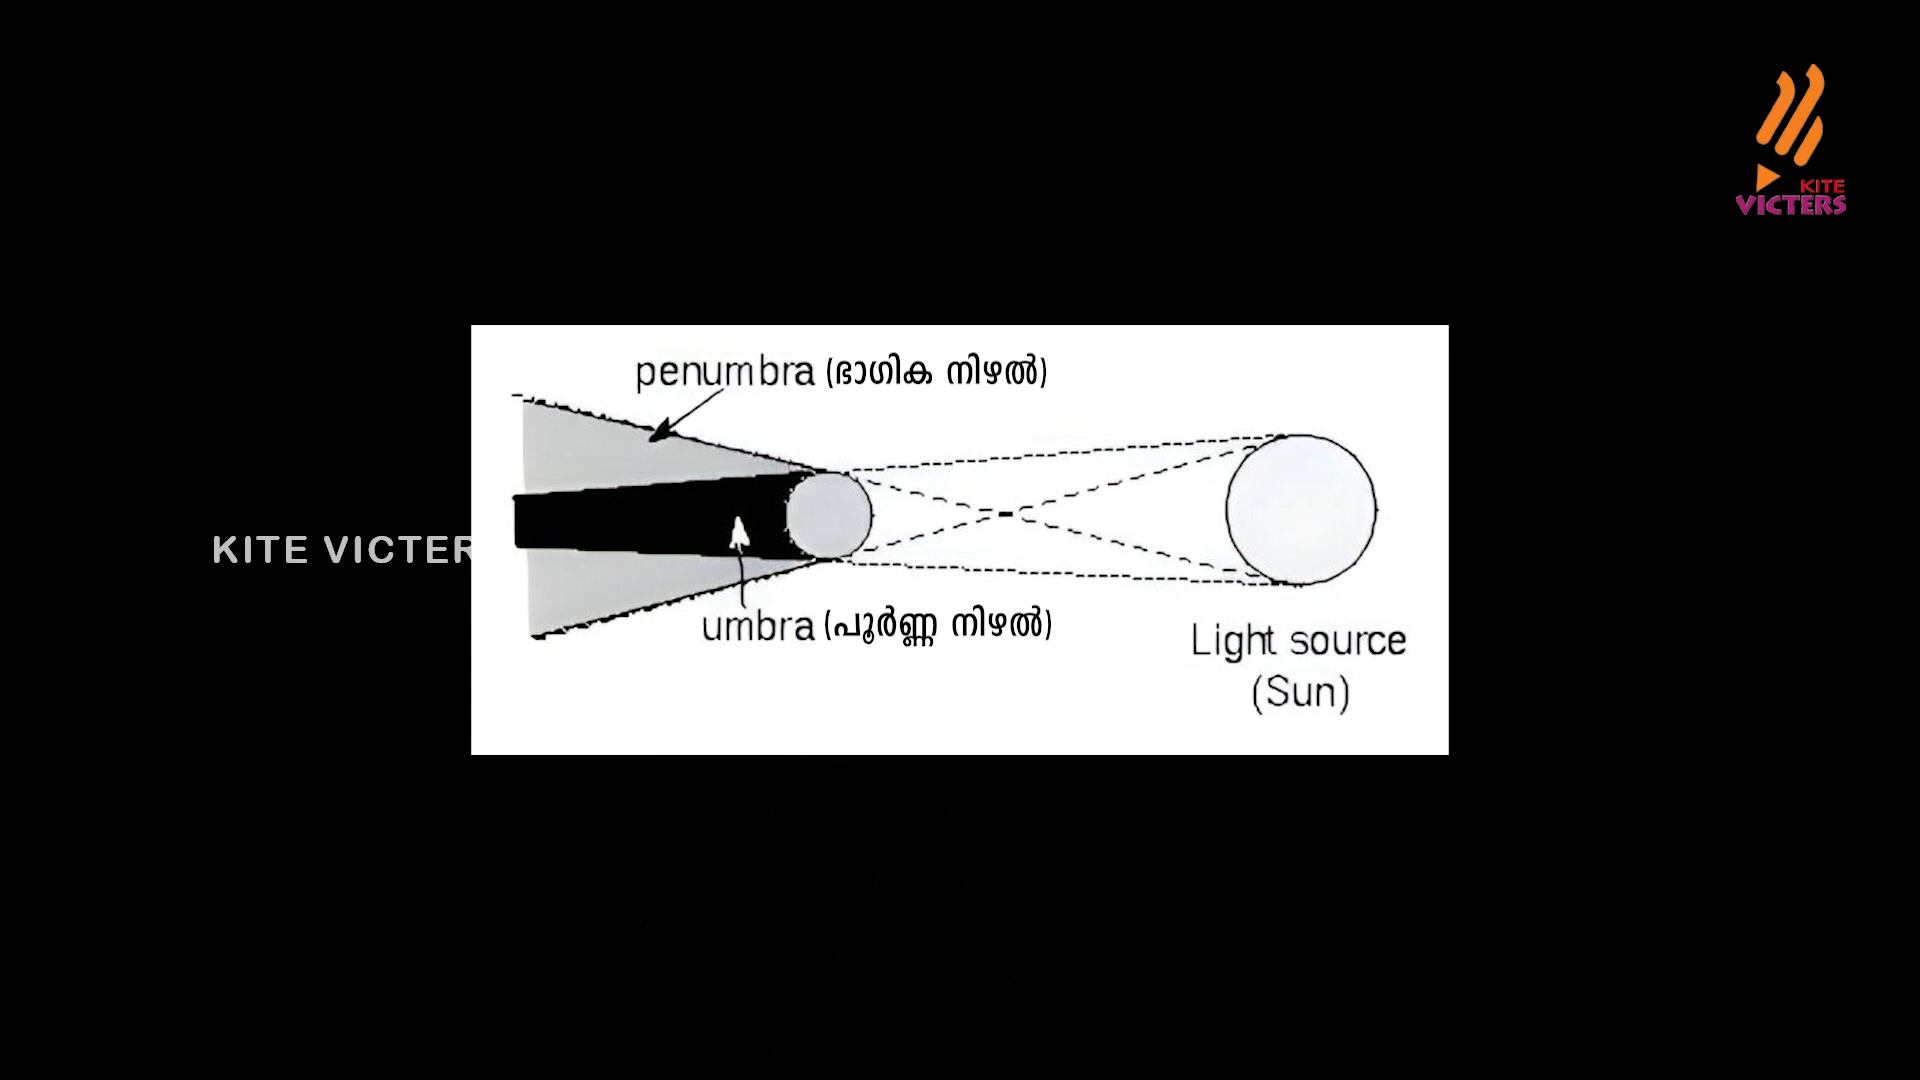 KITE
VICTERS
penumbra (ഭാഗിക നിഴൽ)
KITE VICTER
umbra (പൂർണ്ണ നിഴൽ)
Light source
(Sun)